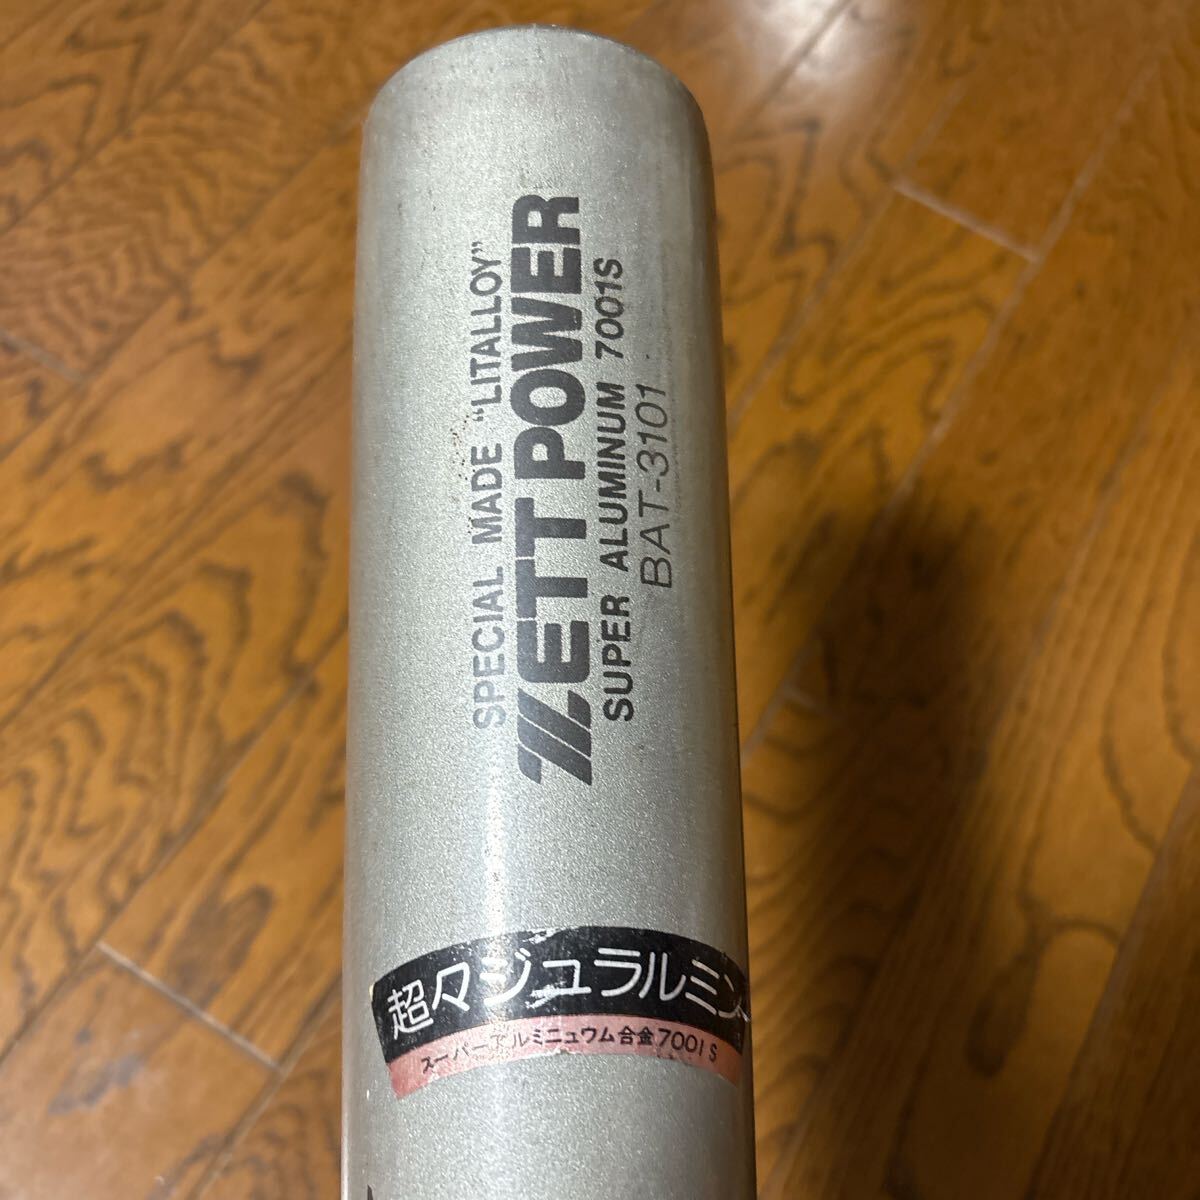 SPECIAL MADE “LITALLOY”
ZETT POWER
SUPER ALUMINUM 7001S
BAT-3101
超々ジュラルミン
スーパーアルミニュウム合金7001S